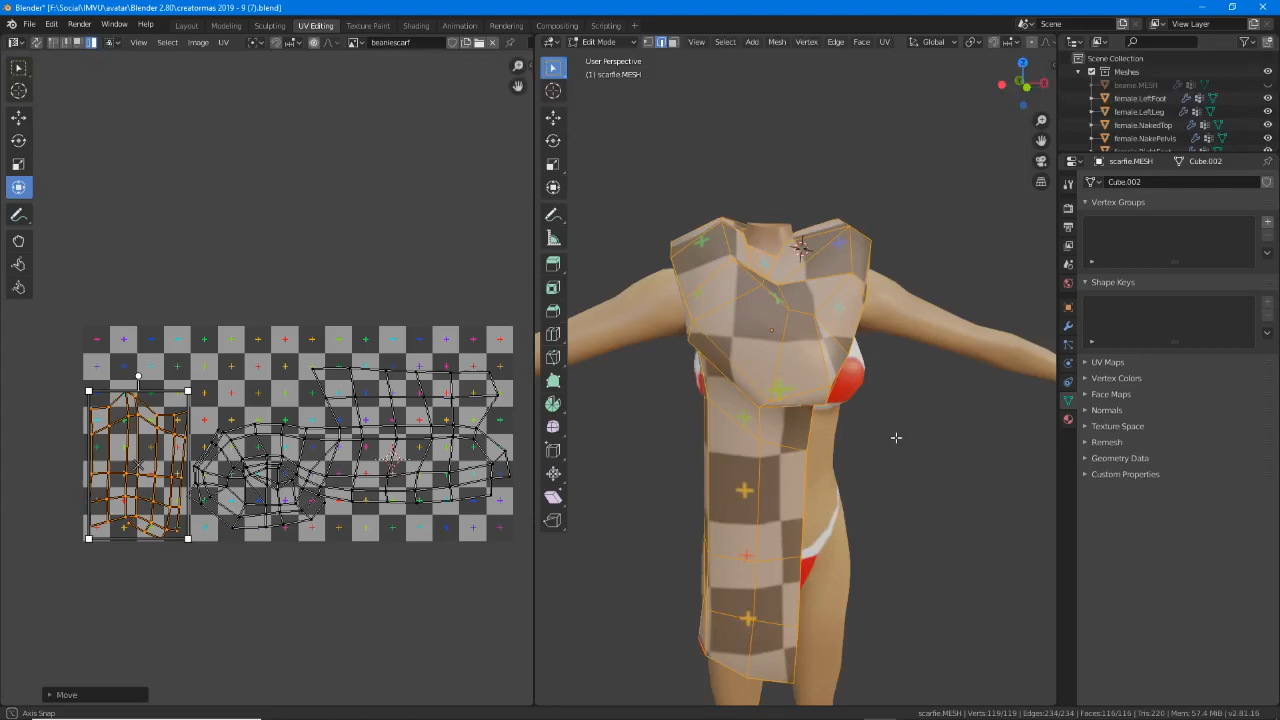 Blender* [F:\Social\IMVU\avatar\Blender 2.80\creatormas 2019 - 9 (7).blend]
File Edit Render Window Help Layout Modeling Sculpting UV Editing Texture Paint Shading Animation Rendering Compositing Scripting + Scene View Layer
View Select Image UV beaniescarf Edit Mode View Select Add Mesh Vertex Edge Face UV Global
User Perspective
(1) scarfie.MESH
Scene Collection
Meshes
beanie.MESH
female.LeftFoot
female.LeftLeg
female.NakedTop
female.NakePelvis
scarfie.MESH Cube.002
Cube.002
Vertex Groups
Shape Keys
UV Maps
Vertex Colors
Face Maps
Normals
Texture Space
Remesh
Geometry Data
Custom Properties
Move
Axis Snap
scarfie.MESH | Verts:119/119 | Edges:234/234 | Faces:116/116 | Tris:220 | Mem: 57.4 MiB | v2.81.16